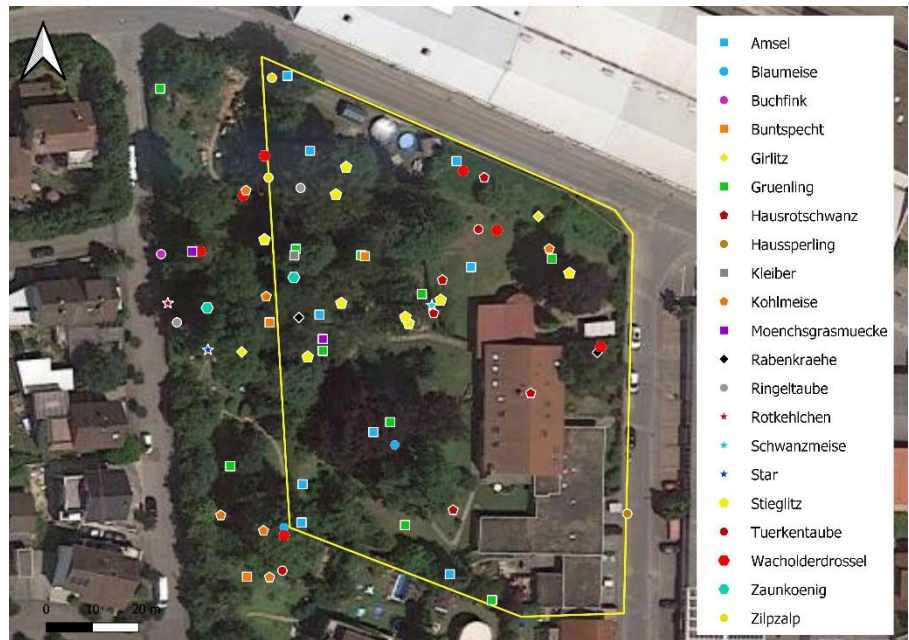 Amsel
Blaumeise
Buchfink
Buntspecht
Girlitz
Gruenling
Hausrotschwanz
Haussperling
Kleiber
Kohlmeise
Moenchsgrasmuecke
Rabenkraehe
Ringeltaube
Rotkehlchen
Schwanzmeise
Star
Stieglitz
Tuerkentaube
Wacholderdrossel
Zaunkoenig
Zilpzalp
0 10 20 m